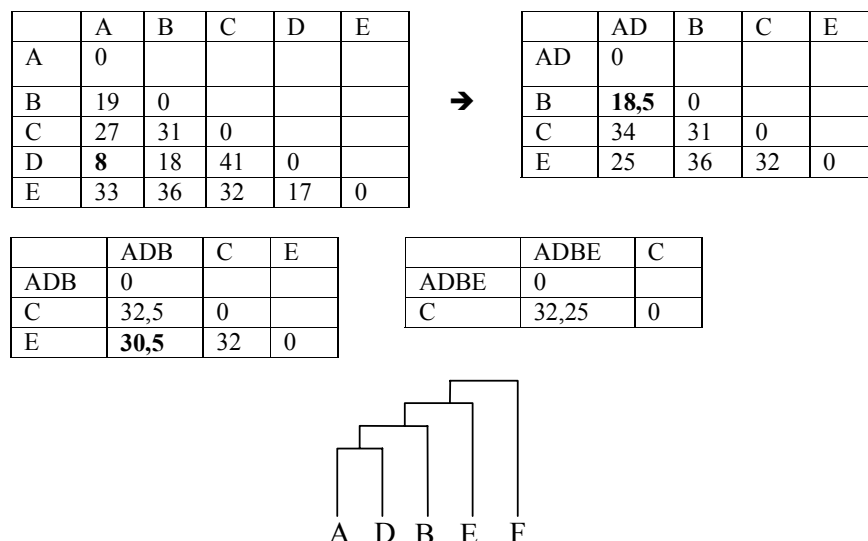 A B C D E
A 0
B 19 0
C 27 31 0
D 8 18 41 0
E 33 36 32 17 0
➔
AD B C E
AD 0
B 18,5 0
C 34 31 0
E 25 36 32 0
ADB C E
ADB 0
C 32,5 0
E 30,5 32 0
ADBE C
ADBE 0
C 32,25 0
A D B E F